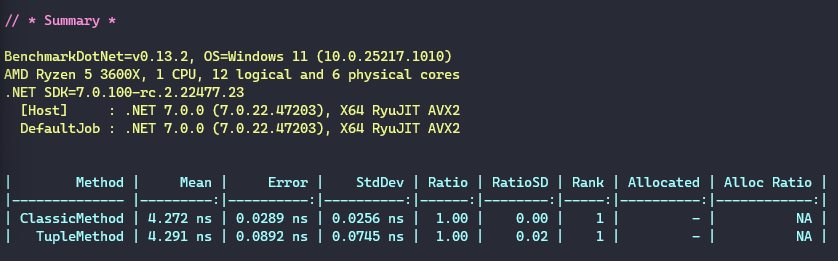 // * Summary *
BenchmarkDotNet=v0.13.2, OS=Windows 11 (10.0.25217.1010)
AMD Ryzen 5 3600X, 1 CPU, 12 logical and 6 physical cores
.NET SDK=7.0.100-rc.2.22477.23
  [Host]     : .NET 7.0.0 (7.0.22.47203), X64 RyuJIT AVX2
  DefaultJob : .NET 7.0.0 (7.0.22.47203), X64 RyuJIT AVX2
|        Method |     Mean |     Error |    StdDev | Ratio | RatioSD | Rank | Allocated | Alloc Ratio |
|-------------- |---------:|----------:|----------:|------:|--------:|-----:|----------:|------------:|
| ClassicMethod | 4.272 ns | 0.0289 ns | 0.0256 ns |  1.00 |    0.00 |    1 |         - |          NA |
|   TupleMethod | 4.291 ns | 0.0892 ns | 0.0745 ns |  1.00 |    0.02 |    1 |         - |          NA |